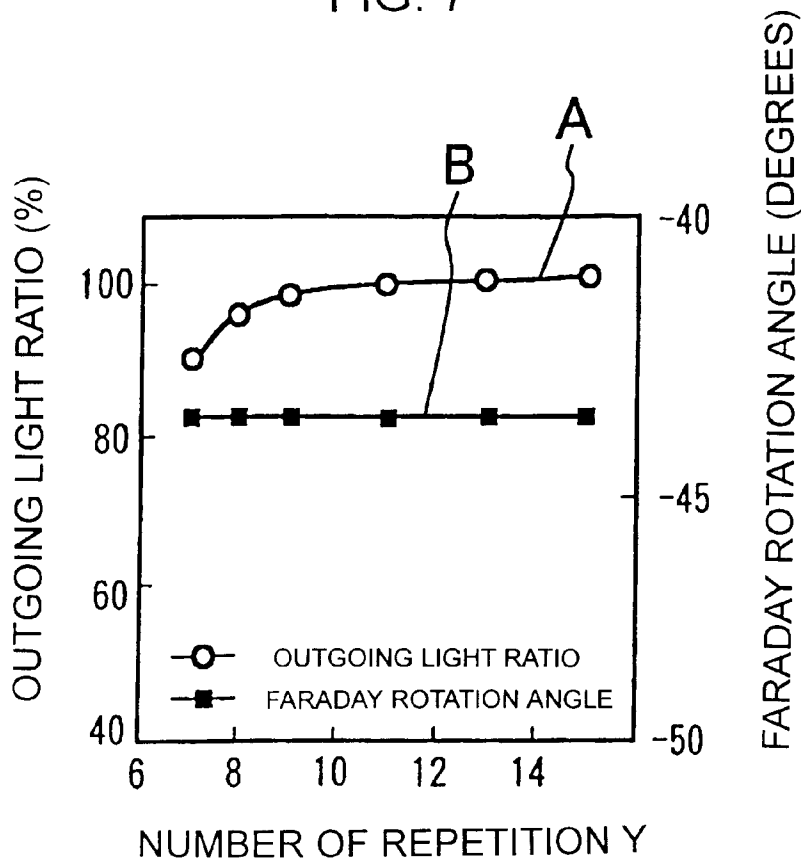 FIG. 7
A
B
OUTGOING LIGHT RATIO (%)
100
80
60
40
-40
-45
-50
FARADAY ROTATION ANGLE (DEGREES)
OUTGOING LIGHT RATIO
FARADAY ROTATION ANGLE
6 8 10 12 14
NUMBER OF REPETITION Y